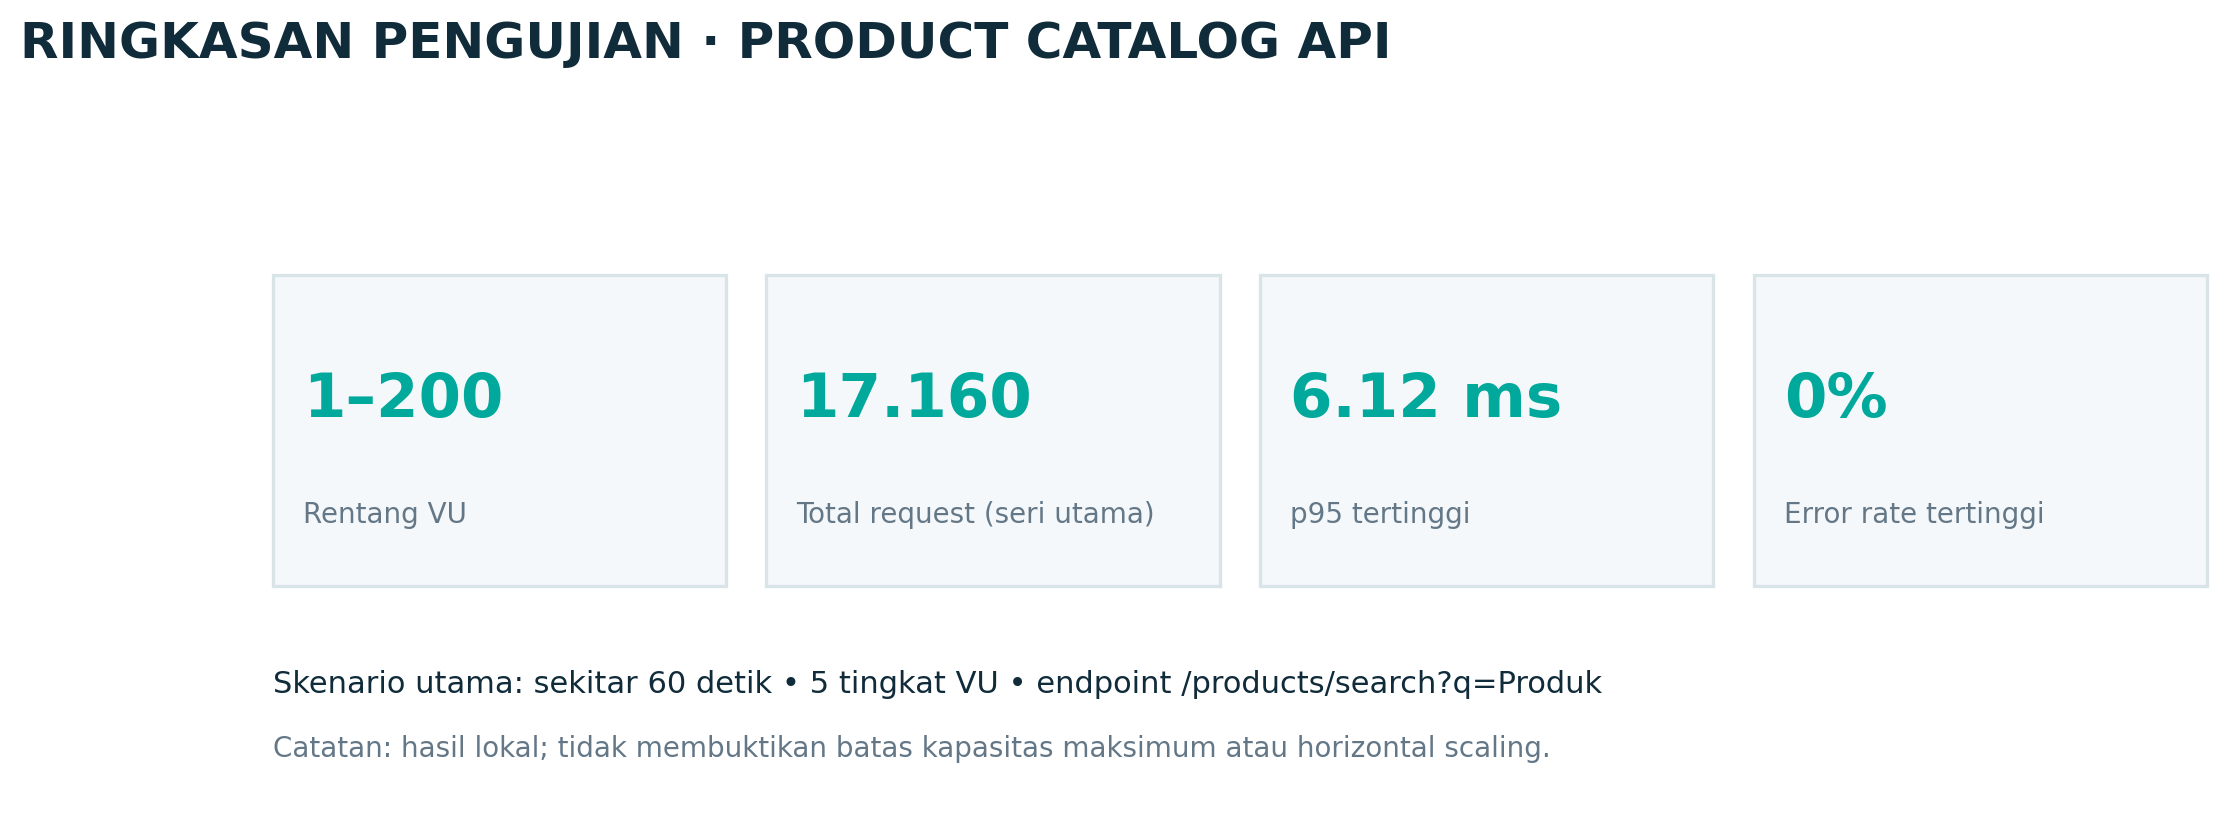 RINGKASAN PENGUJIAN · PRODUCT CATALOG API
1–200
Rentang VU
17.160
Total request (seri utama)
6.12 ms
p95 tertinggi
0%
Error rate tertinggi
Skenario utama: sekitar 60 detik • 5 tingkat VU • endpoint /products/search?q=Produk
Catatan: hasil lokal; tidak membuktikan batas kapasitas maksimum atau horizontal scaling.